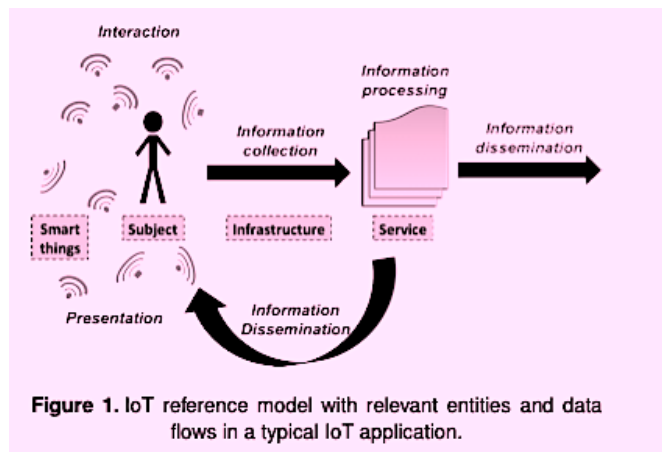 Interaction
Information
processing
Information
collection
Information
dissemination
Smart
things
Subject
Infrastructure
Service
Presentation
Information
Dissemination
Figure 1. IoT reference model with relevant entities and data
flows in a typical IoT application.